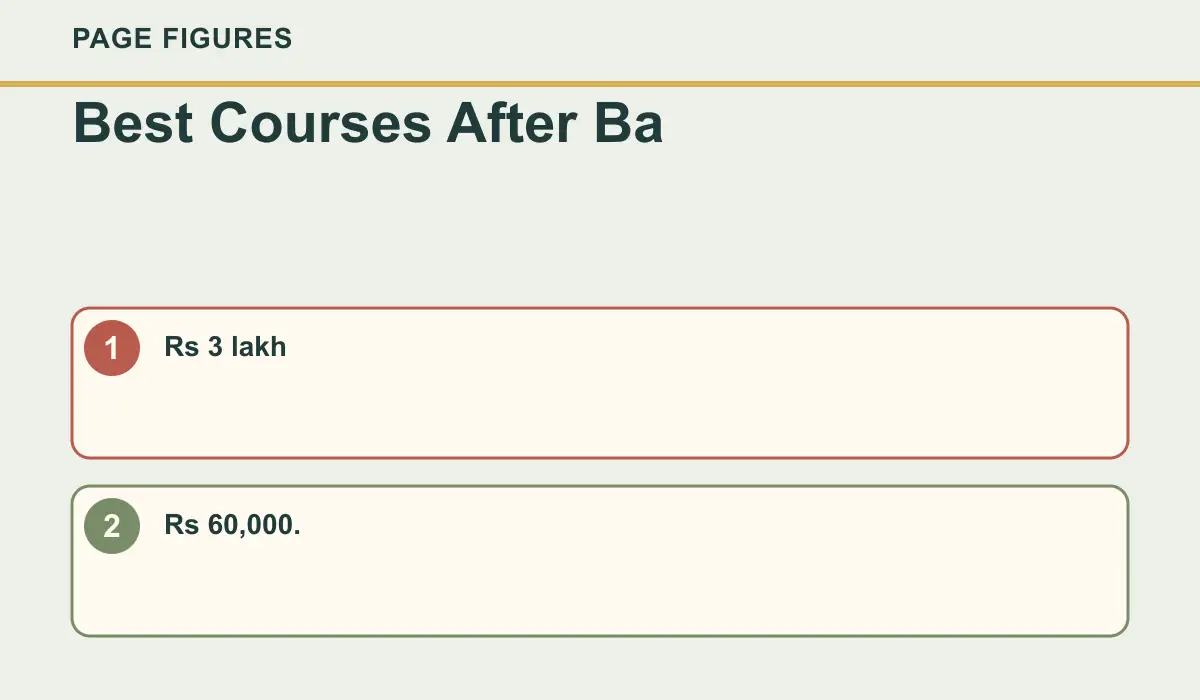 PAGE FIGURES
Best Courses After Ba
1
Rs 3 lakh
2
Rs 60,000.